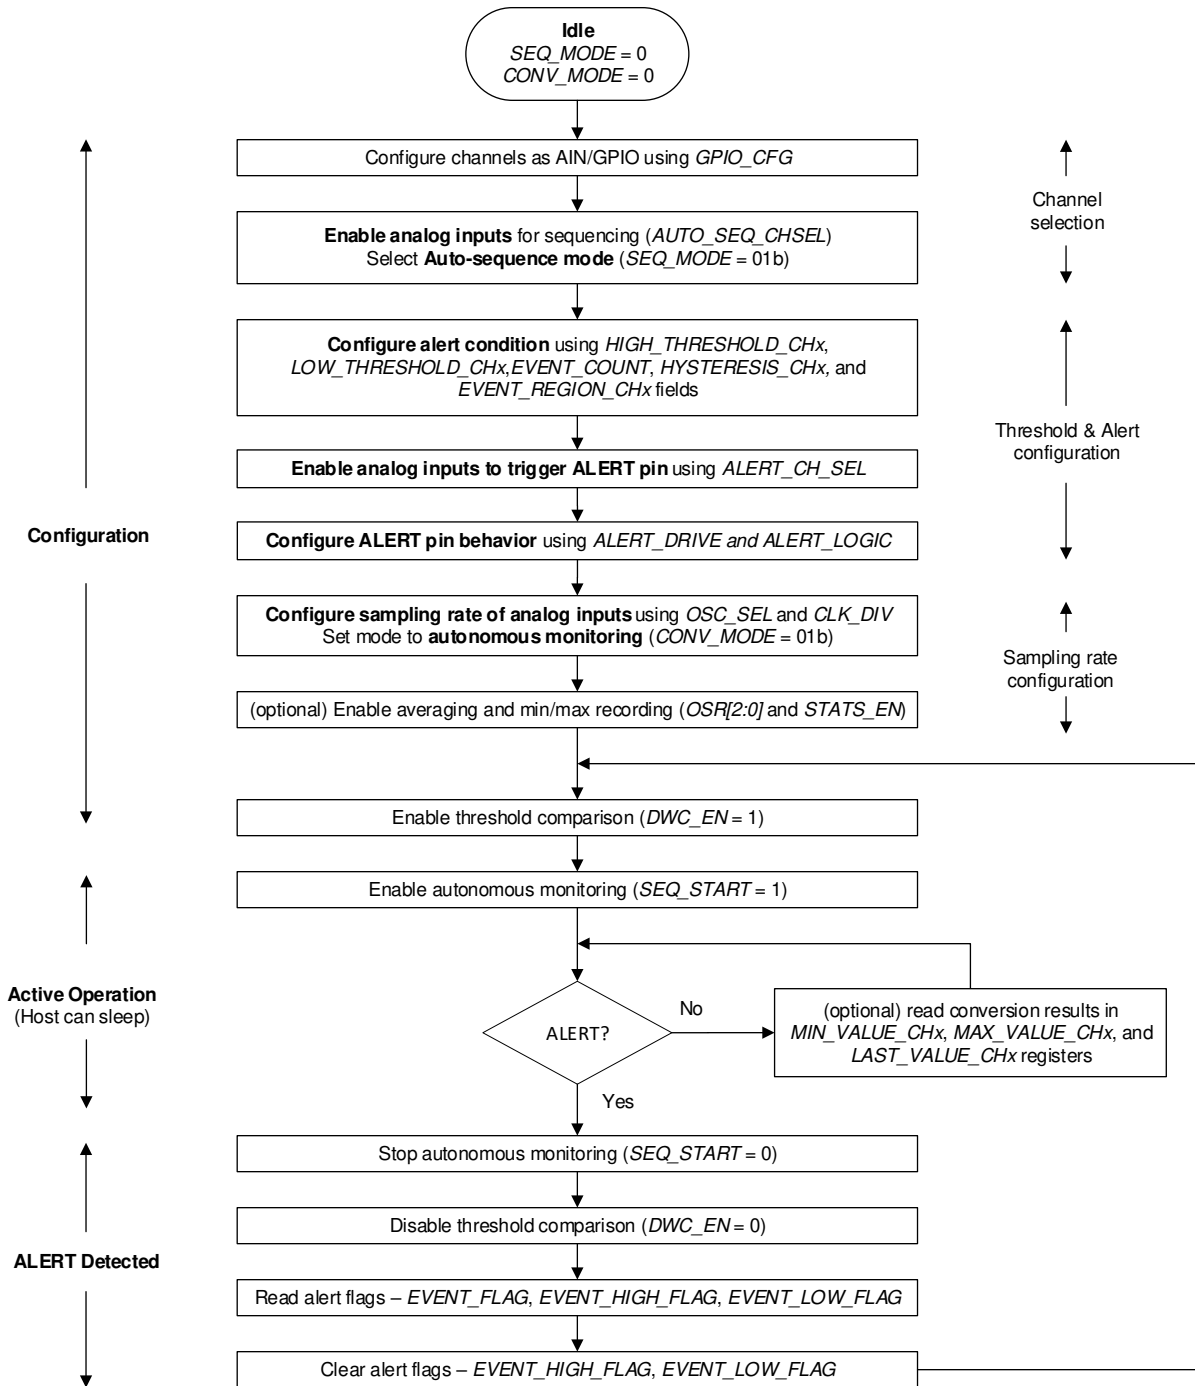 Idle
SEQ_MODE = 0
CONV_MODE = 0
Configure channels as AIN/GPIO using GPIO_CFG
Channel
selection
Enable analog inputs for sequencing (AUTO_SEQ_CHSEL)
Select Auto-sequence mode (SEQ_MODE = 01b)
Configure alert condition using HIGH_THRESHOLD_CHx,
LOW_THRESHOLD_CHx,EVENT_COUNT, HYSTERESIS_CHx, and
EVENT_REGION_CHx fields
Threshold & Alert
configuration
Enable analog inputs to trigger ALERT pin using ALERT_CH_SEL
Configuration
Configure ALERT pin behavior using ALERT_DRIVE and ALERT_LOGIC
Configure sampling rate of analog inputs using OSC_SEL and CLK_DIV
Set mode to autonomous monitoring (CONV_MODE = 01b)
Sampling rate
configuration
(optional) Enable averaging and min/max recording (OSR[2:0] and STATS_EN)
Enable threshold comparison (DWC_EN = 1)
Enable autonomous monitoring (SEQ_START = 1)
Active Operation
(Host can sleep)
ALERT?
No
(optional) read conversion results in
MIN_VALUE_CHx, MAX_VALUE_CHx, and
LAST_VALUE_CHx registers
Yes
Stop autonomous monitoring (SEQ_START = 0)
Disable threshold comparison (DWC_EN = 0)
ALERT Detected
Read alert flags – EVENT_FLAG, EVENT_HIGH_FLAG, EVENT_LOW_FLAG
Clear alert flags – EVENT_HIGH_FLAG, EVENT_LOW_FLAG